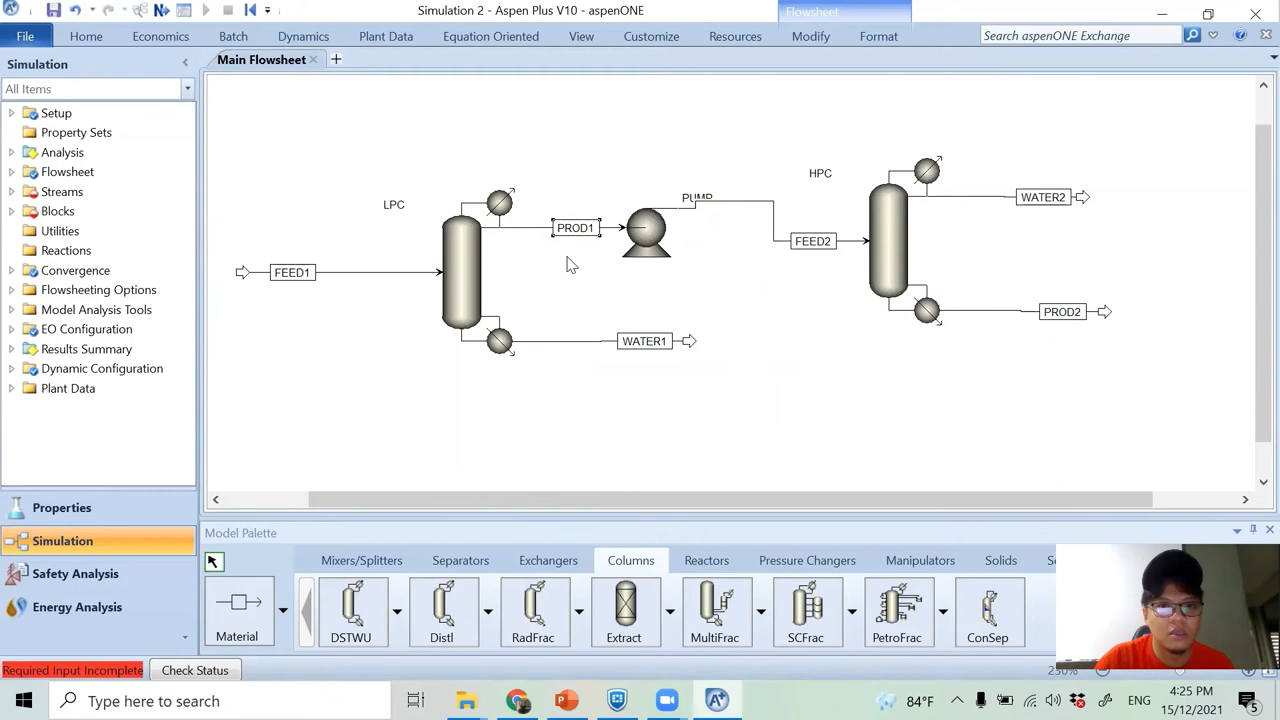 Simulation 2 - Aspen Plus V10 - aspenONE
Flowsheet
File
Home
Economics
Batch
Dynamics
Plant Data
Equation Oriented
View
Customize
Resources
Modify
Format
Search aspenONE Exchange
Simulation
Main Flowsheet
All Items
Setup
Property Sets
Analysis
Flowsheet
Streams
Blocks
Utilities
Reactions
Convergence
Flowsheeting Options
Model Analysis Tools
EO Configuration
Results Summary
Dynamic Configuration
Plant Data
Properties
Simulation
Safety Analysis
Energy Analysis
LPC
PROD1
PUMP
HPC
WATER2
FEED2
FEED1
PROD2
WATER1
Model Palette
Mixers/Splitters
Separators
Exchangers
Columns
Reactors
Pressure Changers
Manipulators
Solids
Material
DSTWU
Distl
RadFrac
Extract
MultiFrac
SCFrac
PetroFrac
ConSep
Required Input Incomplete
Check Status
Type here to search
84°F
ENG
4:25 PM
15/12/2021
5